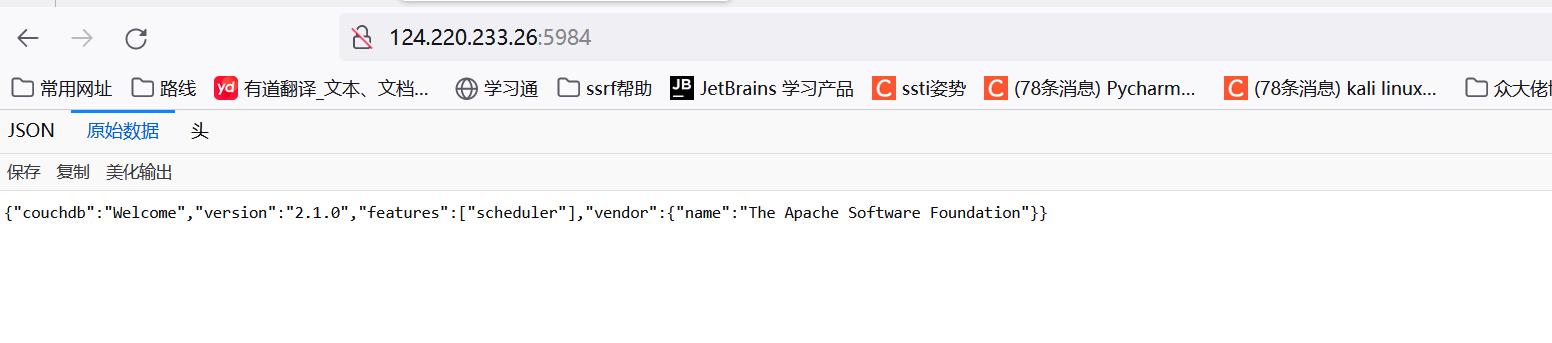 124.220.233.26:5984
常用网址 路线 yd 有道翻译_文本、文档... 学习通 ssrf帮助 JB JetBrains 学习产品 C ssti姿势 C (78条消息) Pycharm... C (78条消息) kali linux... 众大佬
JSON 原始数据 头
保存 复制 美化输出
{"couchdb":"Welcome","version":"2.1.0","features":["scheduler"],"vendor":{"name":"The Apache Software Foundation"}}